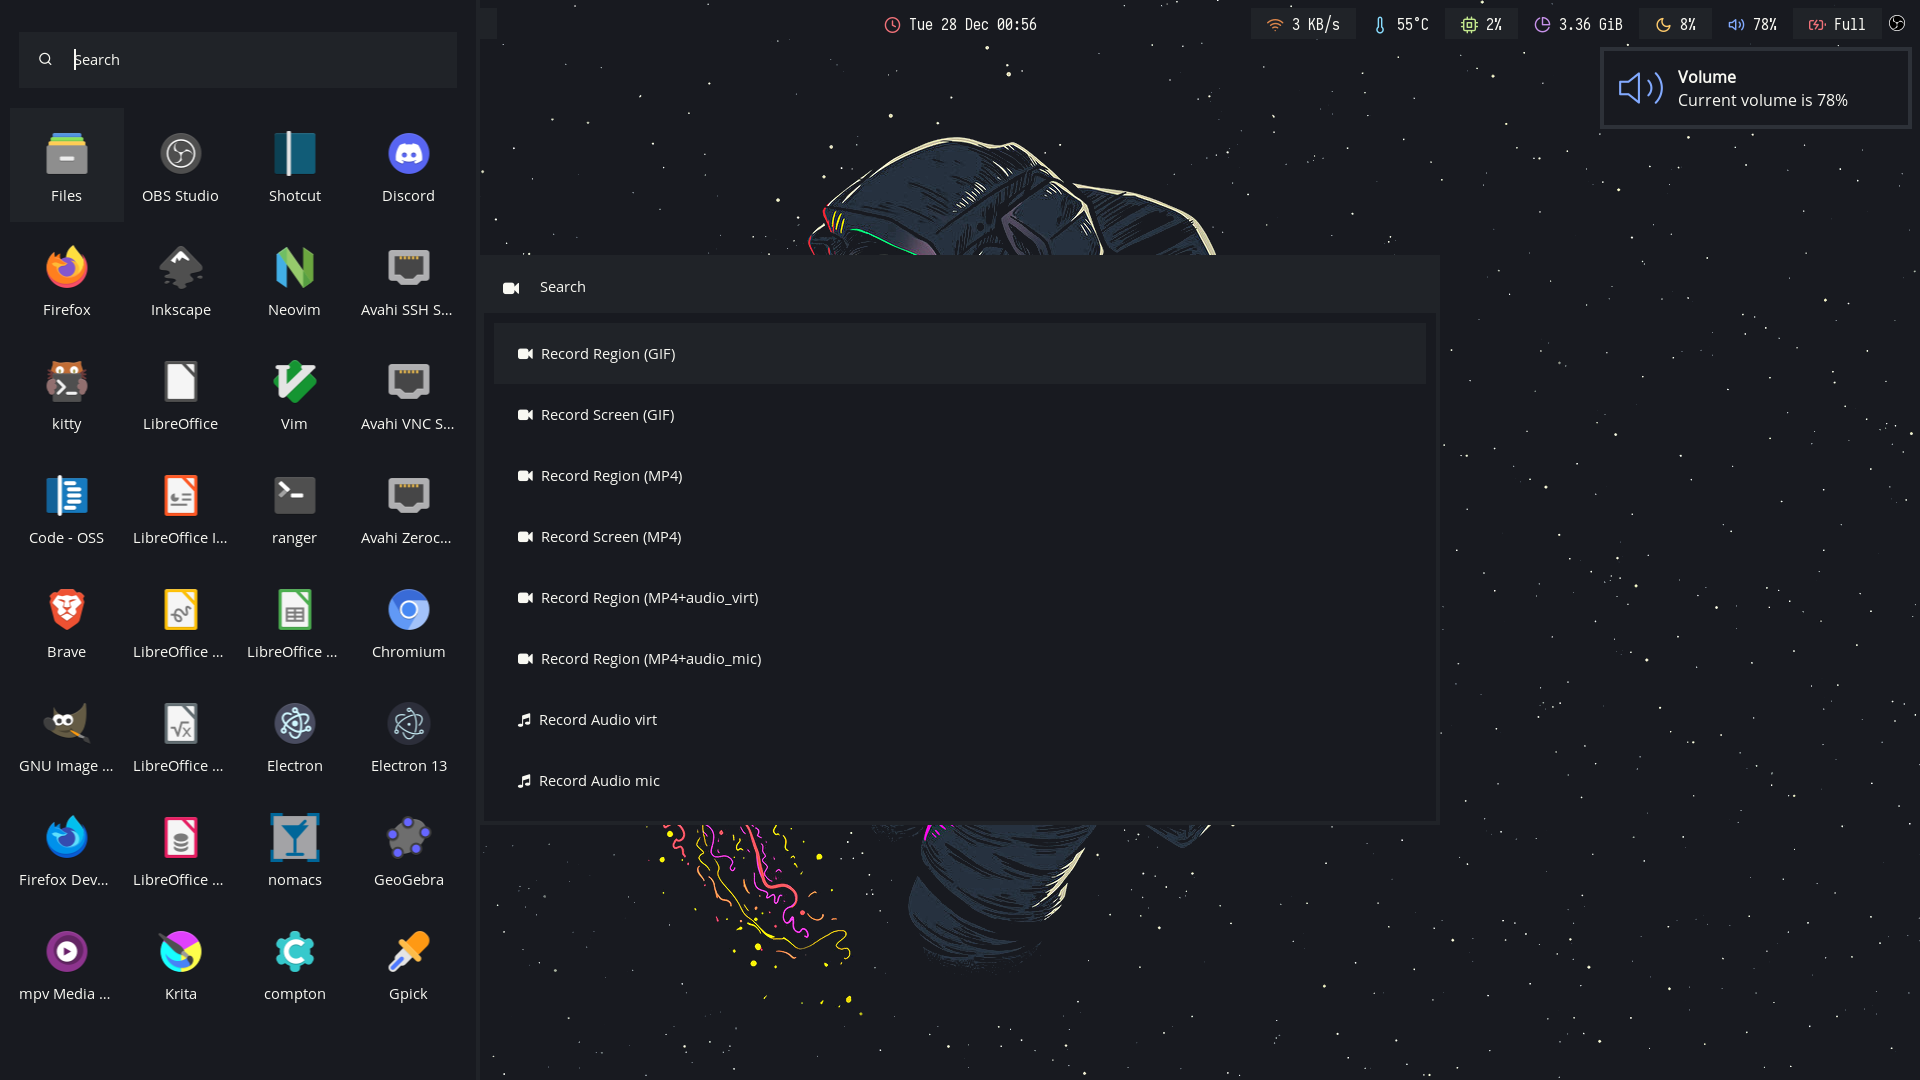 Tue 28 Dec 00:56
3 KB/s
55°C
2%
3.36 GiB
8%
78%
Full
Volume
Current volume is 78%
Search
Files
OBS Studio
Shotcut
Discord
Firefox
Inkscape
Neovim
Avahi SSH S...
kitty
LibreOffice
Vim
Avahi VNC S...
Code - OSS
LibreOffice I...
ranger
Avahi Zeroc...
Brave
LibreOffice ...
LibreOffice ...
Chromium
GNU Image ...
LibreOffice ...
Electron
Electron 13
Firefox Dev...
LibreOffice ...
nomacs
GeoGebra
mpv Media ...
Krita
compton
Gpick
Search
Record Region (GIF)
Record Screen (GIF)
Record Region (MP4)
Record Screen (MP4)
Record Region (MP4+audio_virt)
Record Region (MP4+audio_mic)
Record Audio virt
Record Audio mic